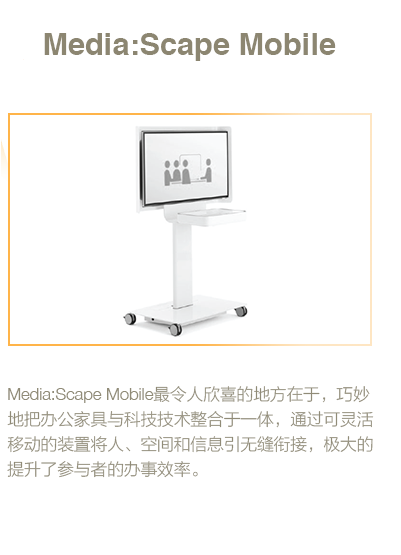 Media:Scape Mobile
Media:Scape Mobile最令人欣喜的地方在于，巧妙
地把办公家具与科技技术整合于一体，通过可灵活
移动的装置将人、空间和信息引无缝衔接，极大的
提升了参与者的办事效率。